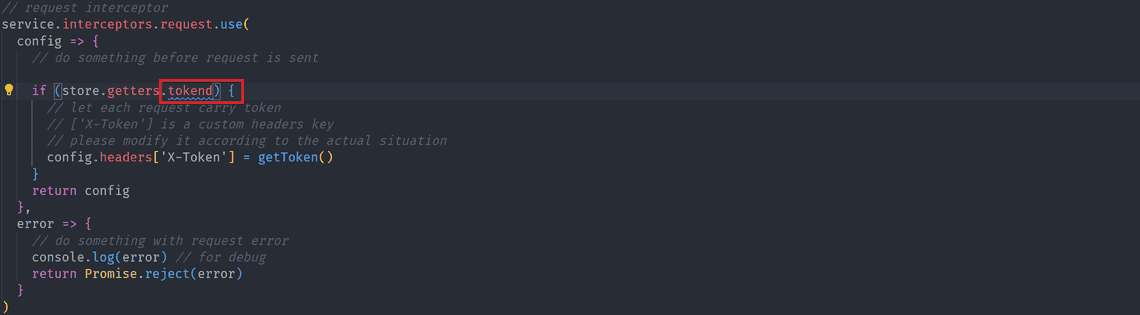 // request interceptor
service.interceptors.request.use(
config => {
// do something before request is sent
if (store.getters.tokend) {
// let each request carry token
// ['X-Token'] is a custom headers key
// please modify it according to the actual situation
config.headers['X-Token'] = getToken()
}
return config
},
error => {
// do something with request error
console.log(error) // for debug
return Promise.reject(error)
}
)